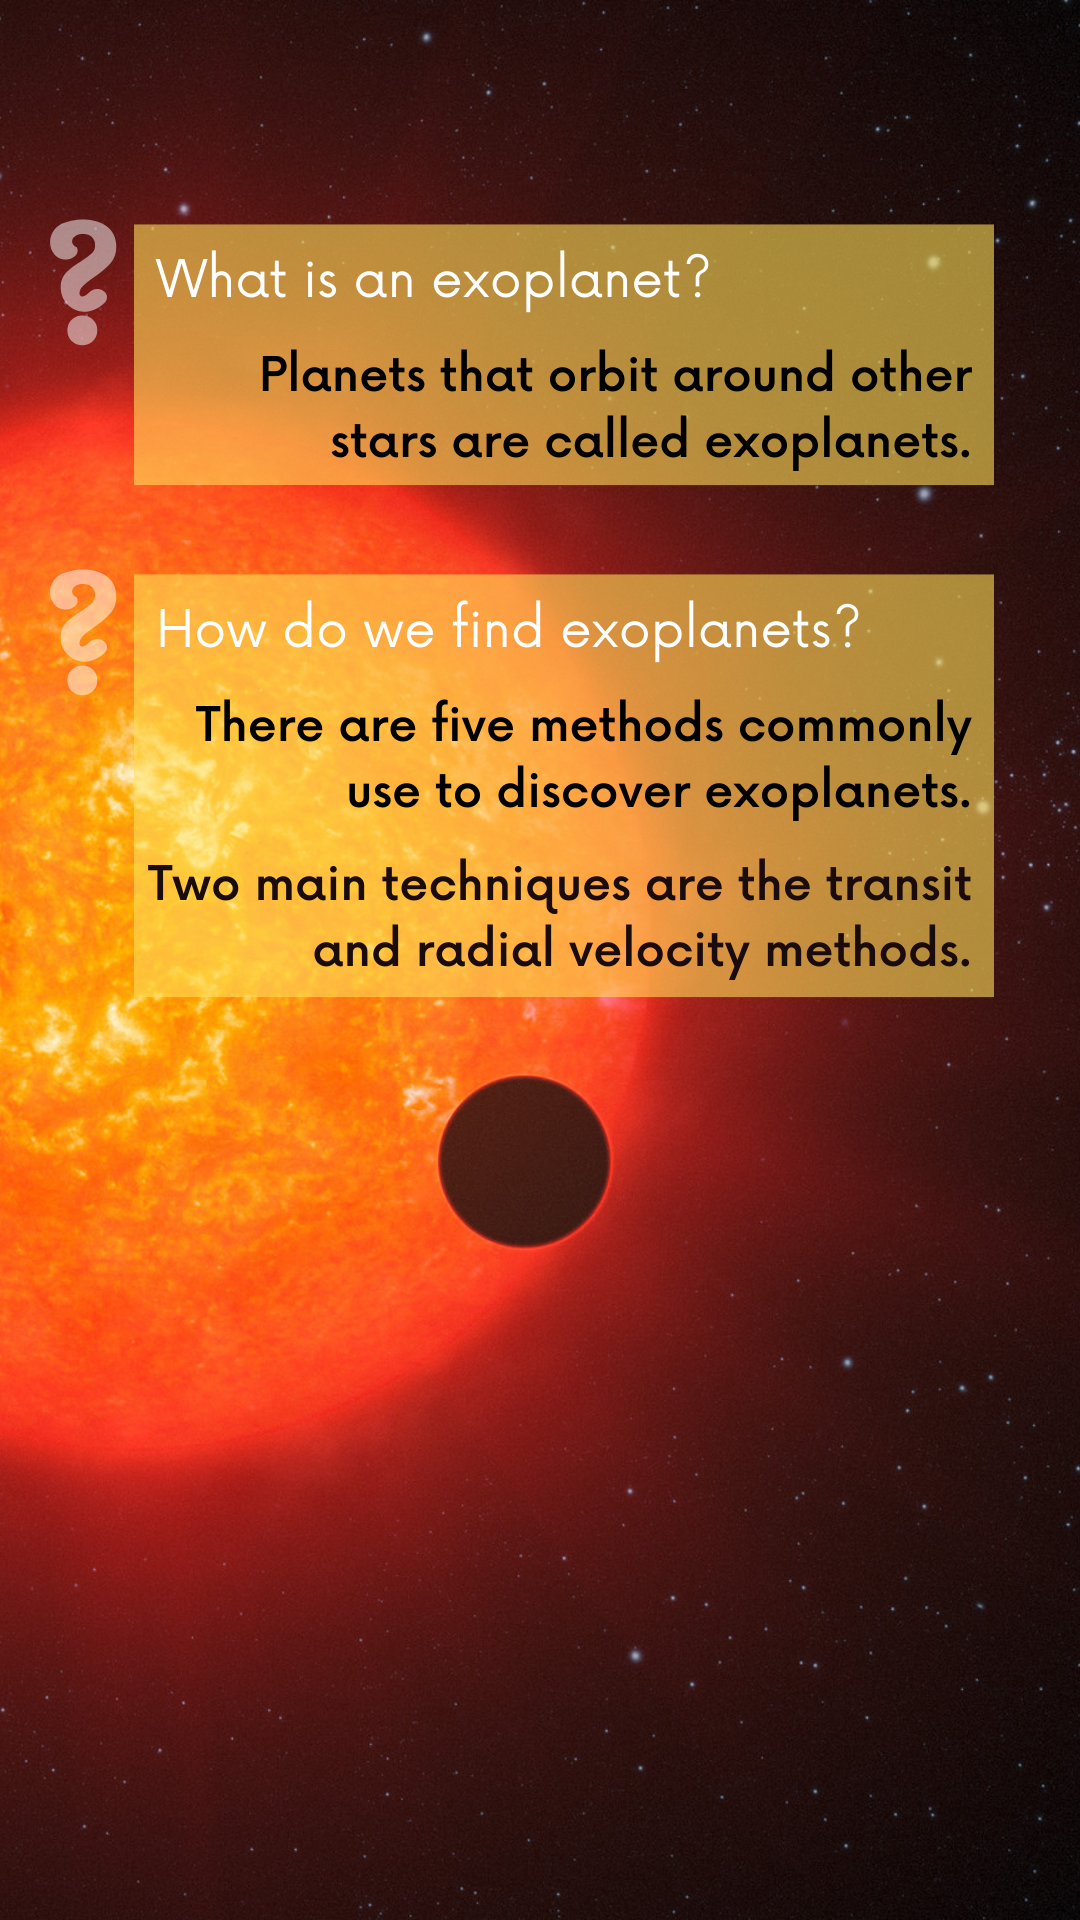 ?
What is an exoplanet?
Planets that orbit around other
stars are called exoplanets.
?
How do we find exoplanets?
There are five methods commonly
use to discover exoplanets.
Two main techniques are the transit
and radial velocity methods.